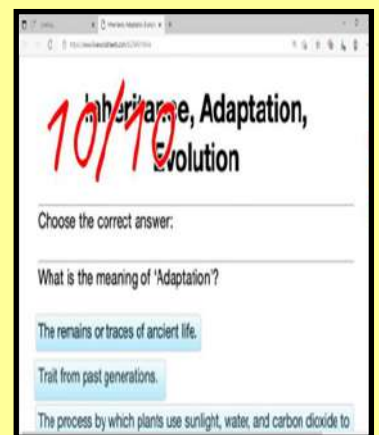 Inheritance, Adaptation,
Evolution
10/10
Choose the correct answer:
What is the meaning of 'Adaptation'?
The remains or traces of ancient life.
Trait from past generations.
The process by which plants use sunlight, water, and carbon dioxide to